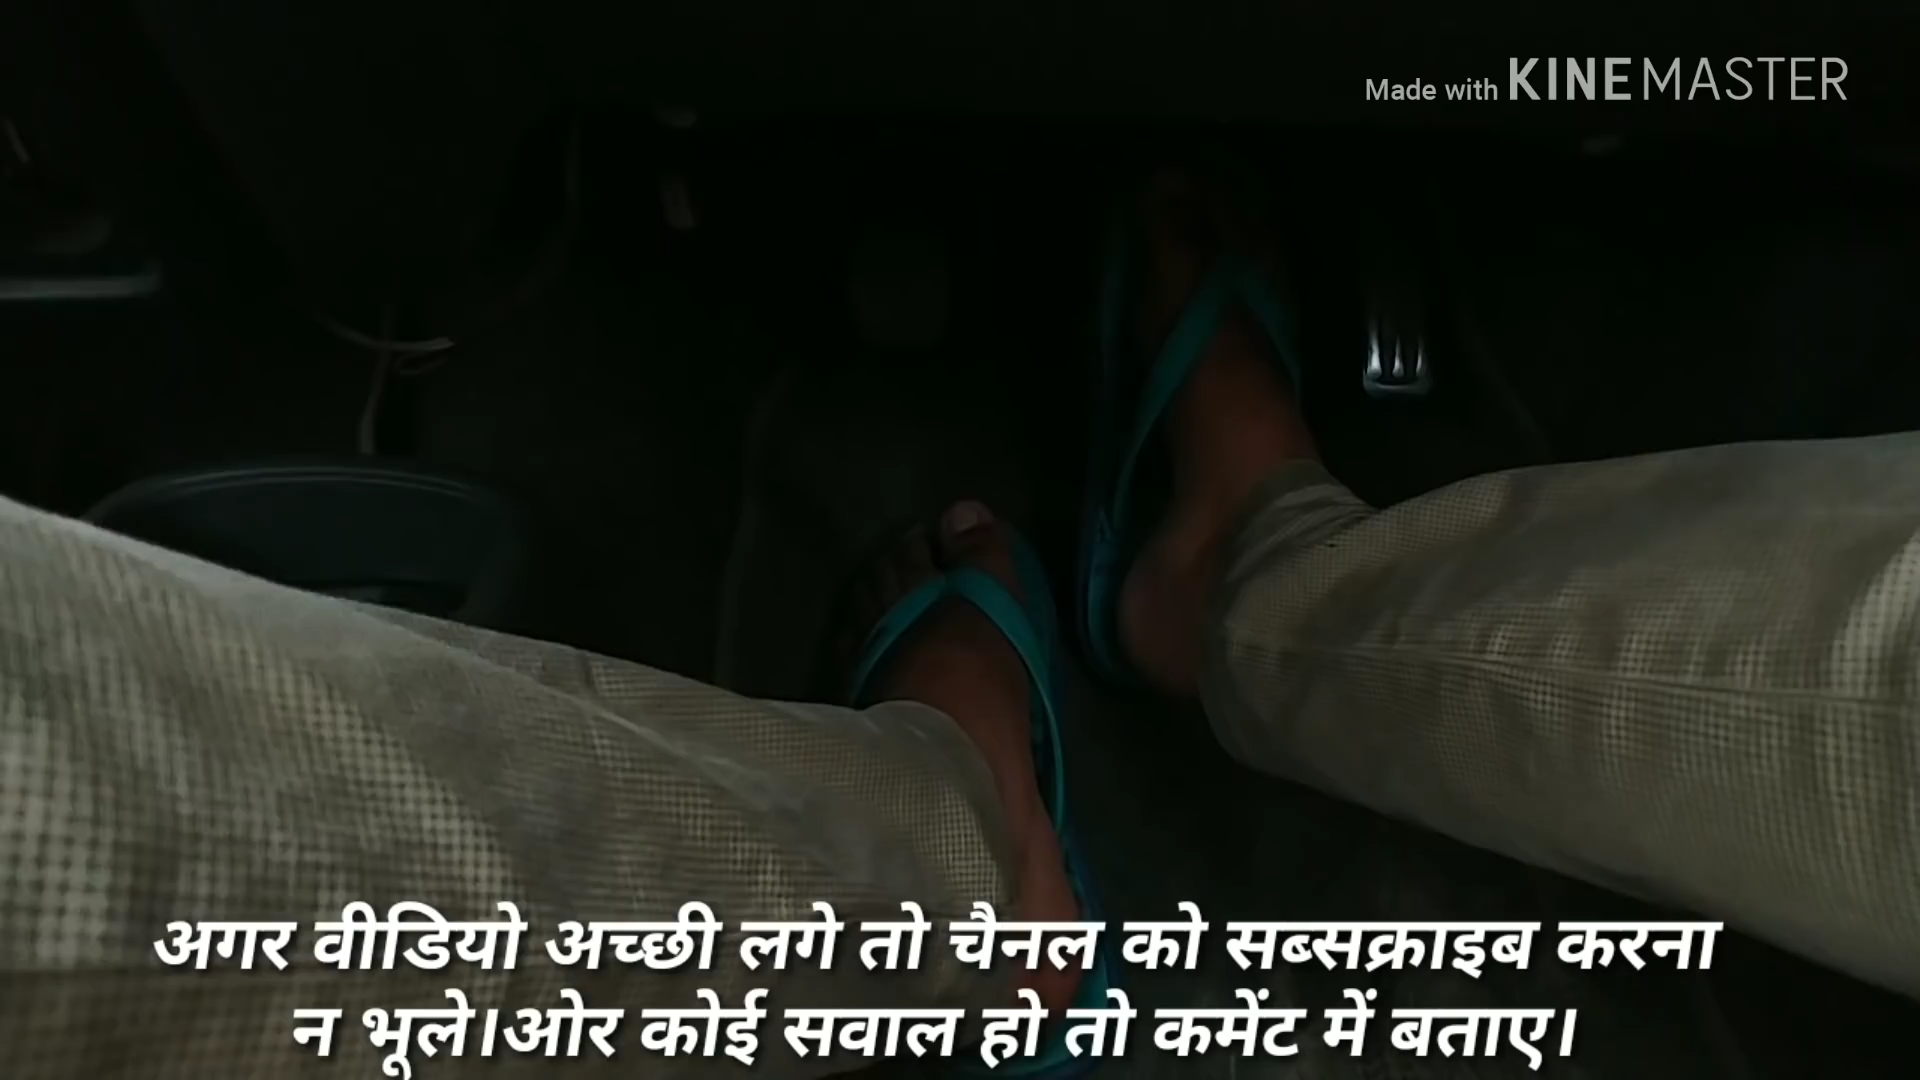 Made with KINEMASTER
अगर वीडियो अच्छी लगे तो चैनल को सब्सक्राइब करना
न भूले।ओर कोई सवाल हो तो कमेंट में बताए।